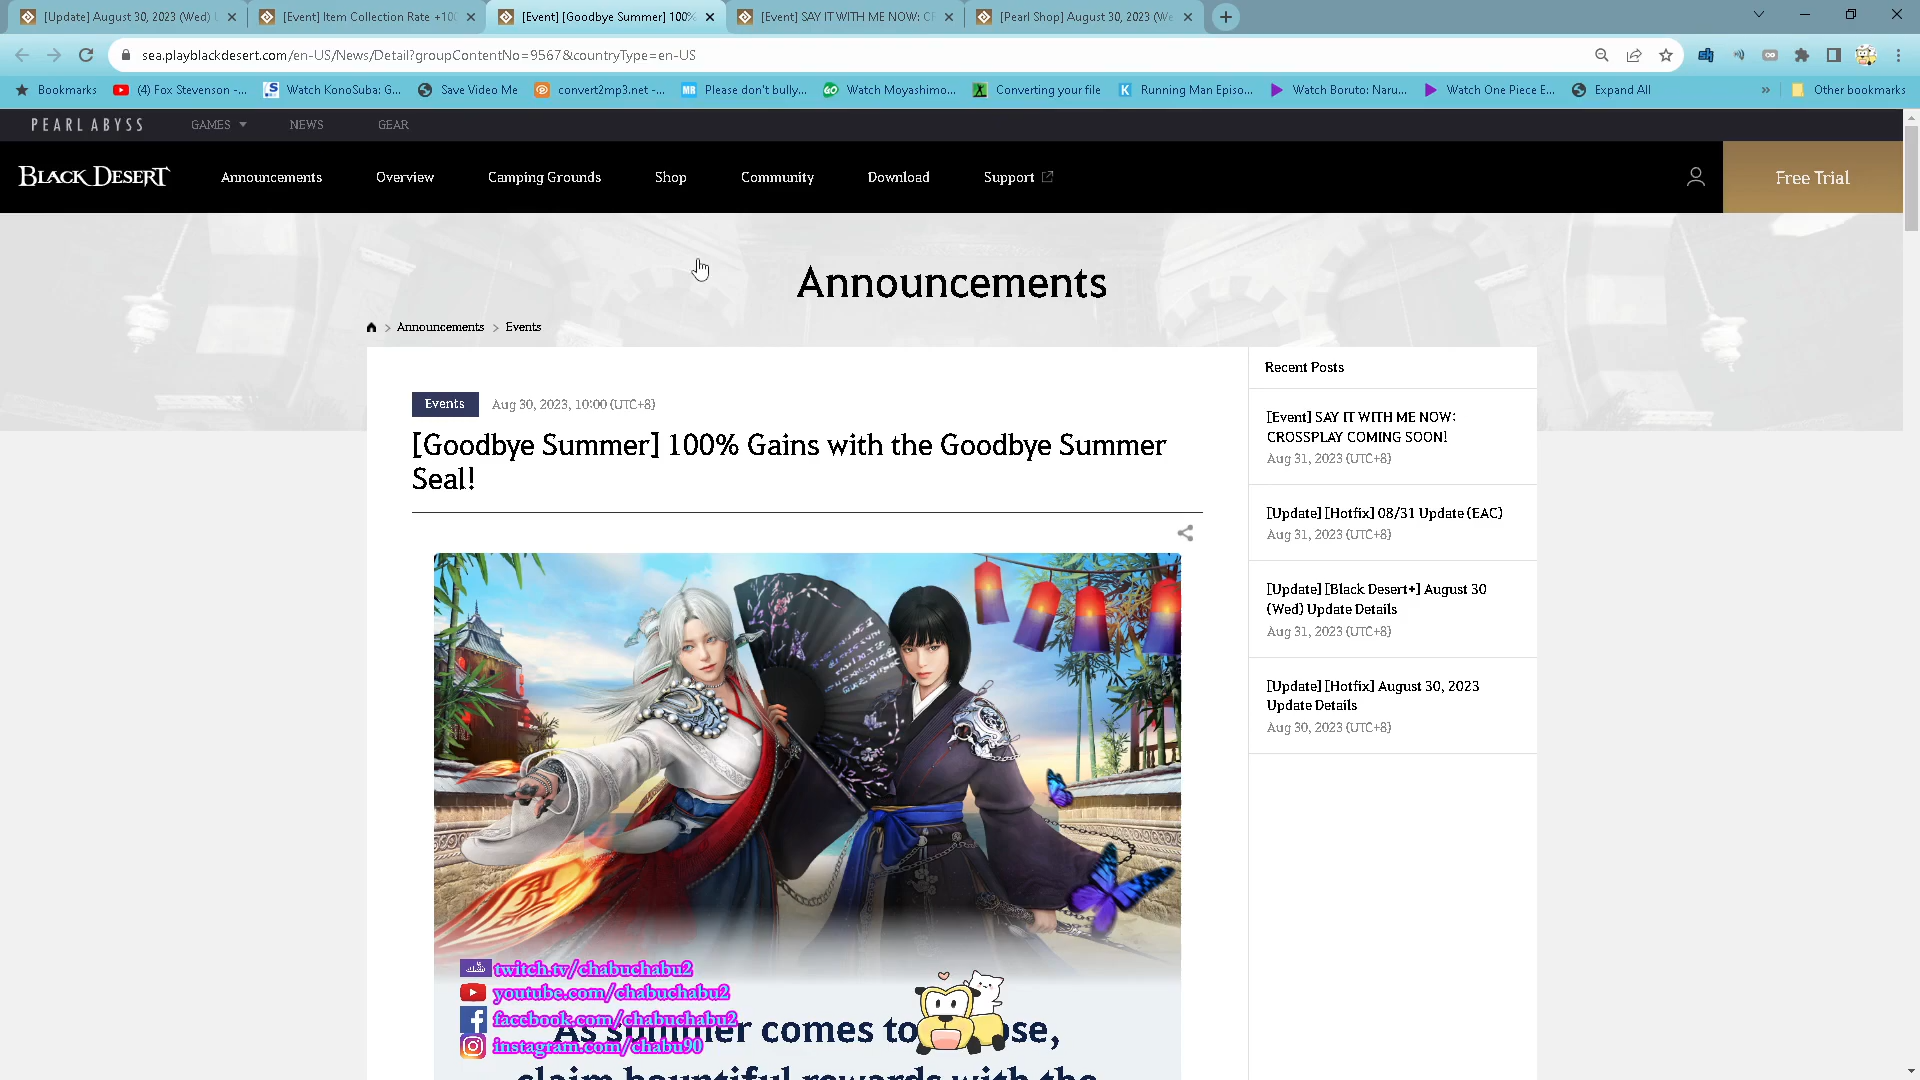 [Update] August 30, 2023 (Wed)
[Event] Item Collection Rate +100
[Event] [Goodbye Summer] 100%
[Event] SAY IT WITH ME NOW: C
[Pearl Shop] August 30, 2023 (We
sea.playblackdesert.com/en-US/News/Detail?groupContentNo=9567&countryType=en-US
Bookmarks
(4) Fox Stevenson -...
Watch KonoSuba: G...
Save Video Me
convert2mp3.net -...
Please don't bully...
Watch Moyashimo...
Converting your file
Running Man Episo...
Watch Boruto: Naru...
Watch One Piece E...
Expand All
»
Other bookmarks
PEARL ABYSS
GAMES
NEWS
GEAR
BLACK DESERT
Announcements
Overview
Camping Grounds
Shop
Community
Download
Support
Free Trial
Announcements
> Announcements > Events
Events
Aug 30, 2023, 10:00 (UTC+8)
[Goodbye Summer] 100% Gains with the Goodbye Summer
Seal!
Recent Posts
[Event] SAY IT WITH ME NOW:
CROSSPLAY COMING SOON!
Aug 31, 2023 (UTC+8)
[Update] [Hotfix] 08/31 Update (EAC)
Aug 31, 2023 (UTC+8)
[Update] [Black Desert+] August 30
(Wed) Update Details
Aug 31, 2023 (UTC+8)
[Update] [Hotfix] August 30, 2023
Update Details
Aug 30, 2023 (UTC+8)
twitch.tv/chabuchabu2
youtube.com/chabuchabu2
facebook.com/chabuchabu2
As summer comes to
instagram.com/chabu90
claim bountiful rewards with the